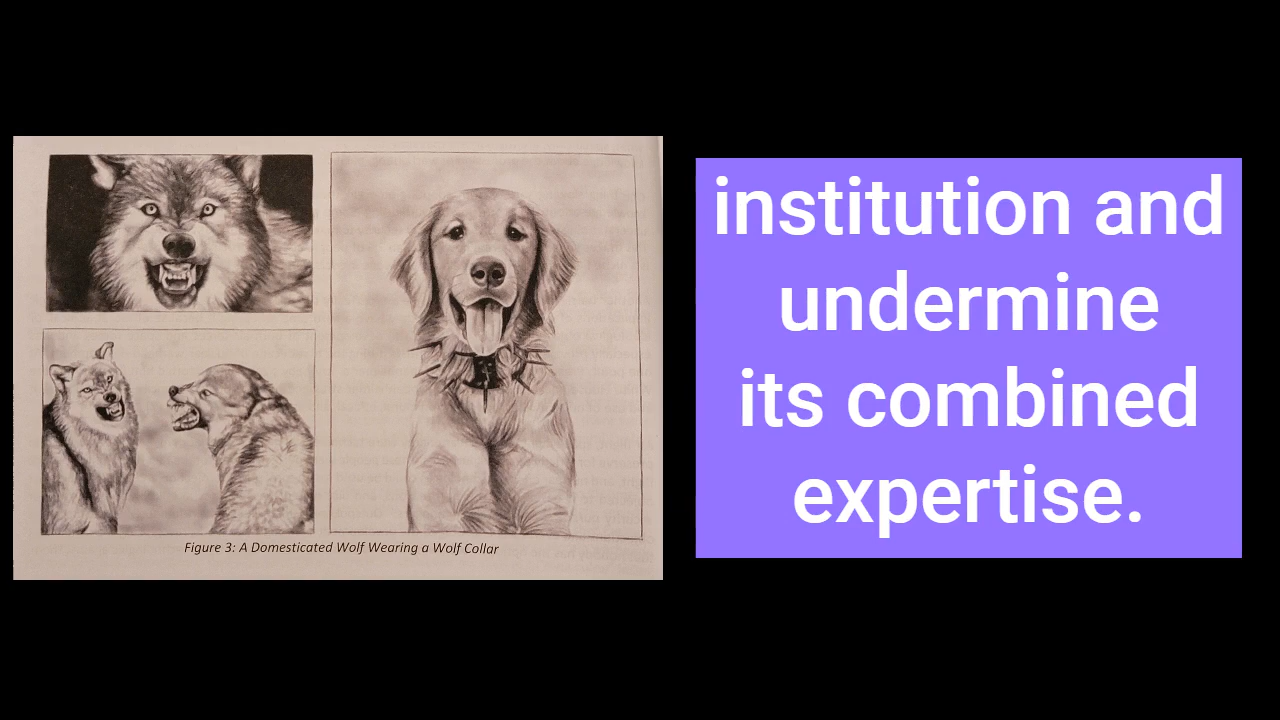 Figure 3: A Domesticated Wolf Wearing a Wolf Collar
institution and
undermine
its combined
expertise.